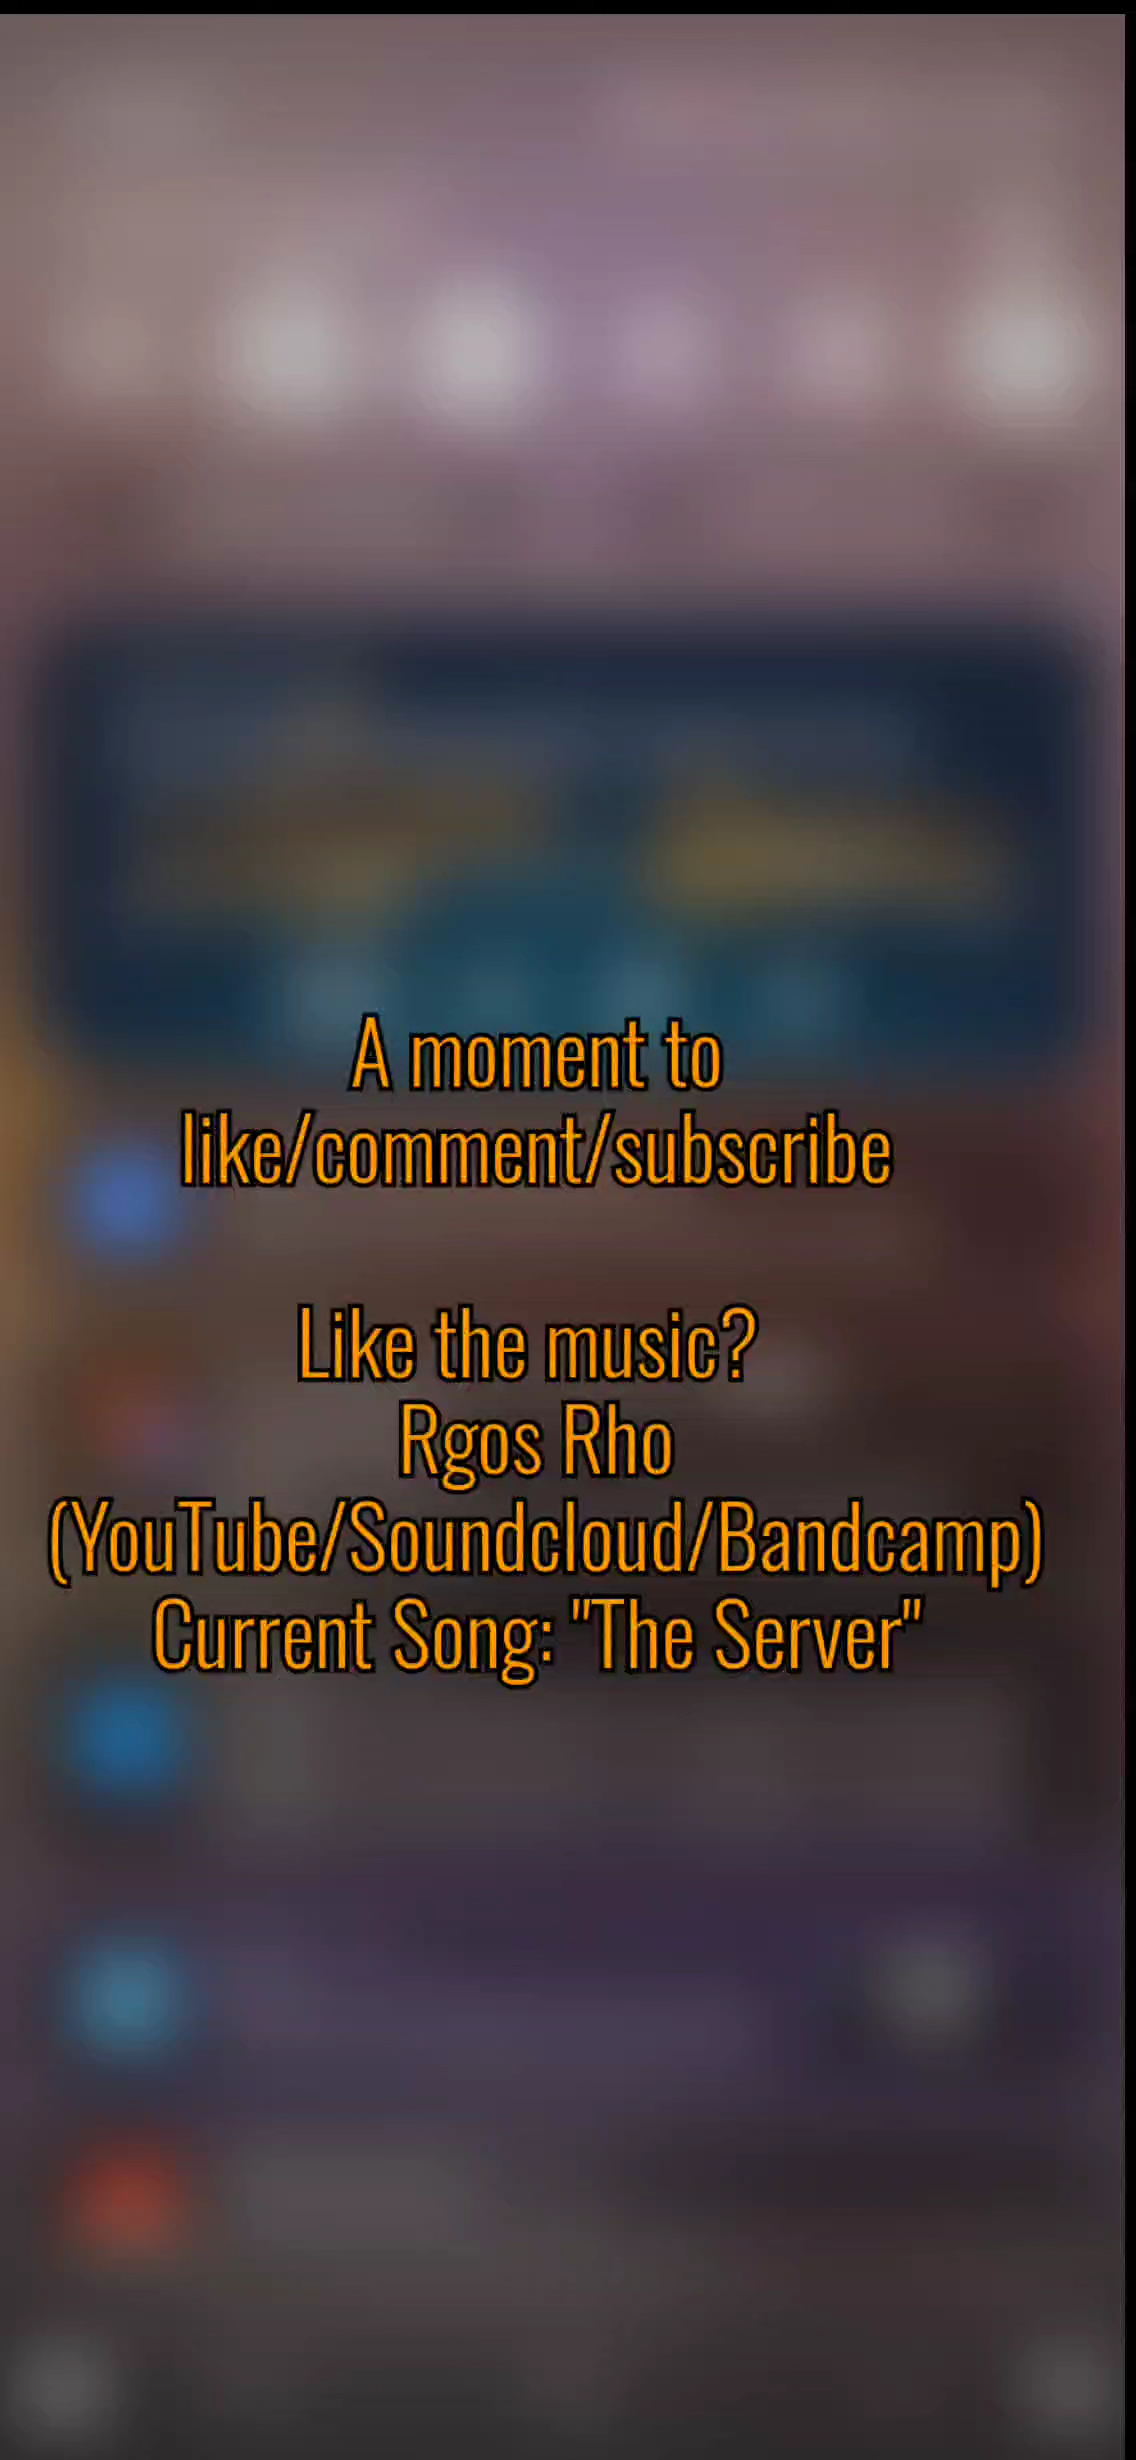 A moment to
like/comment/subscribe
Like the music?
Rgos Rho
(YouTube/Soundcloud/Bandcamp)
Current Song: "The Server"